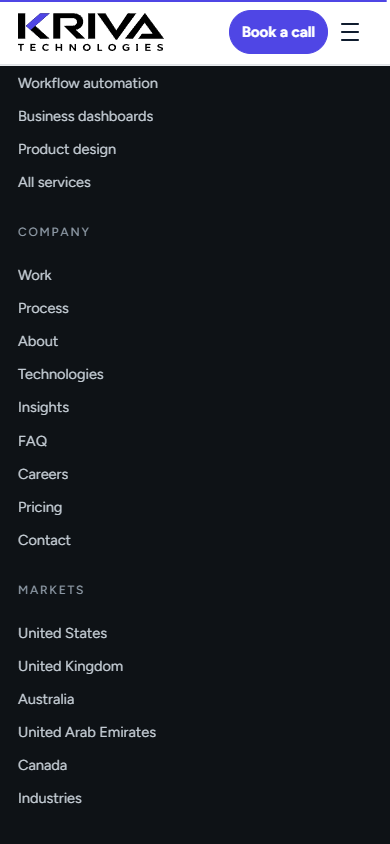 KRIVA
TECHNOLOGIES
Book a call
Workflow automation
Business dashboards
Product design
All services
COMPANY
Work
Process
About
Technologies
Insights
FAQ
Careers
Pricing
Contact
MARKETS
United States
United Kingdom
Australia
United Arab Emirates
Canada
Industries